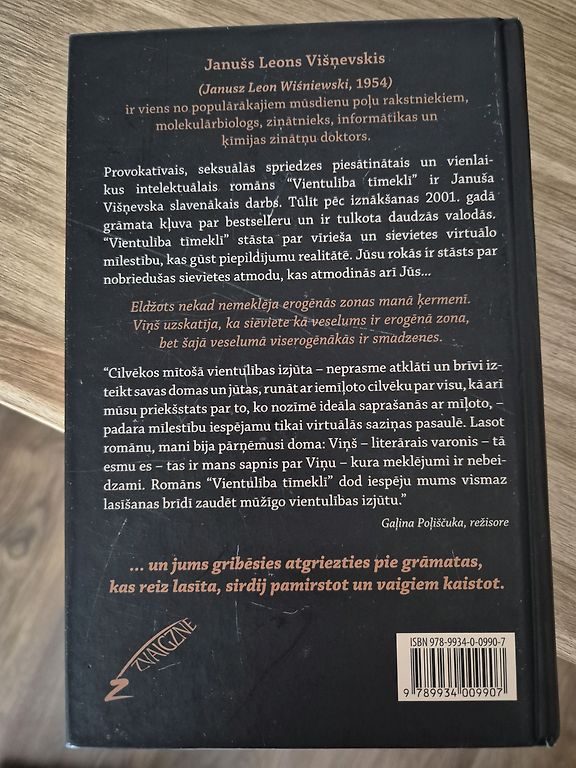 Janušs Leons Višņevskis
(Janusz Leon Wiśniewski, 1954)
ir viens no populārākajiem mūsdienu poļu rakstniekiem,
molekulārbiologs, zinātnieks, informātikas un
ķīmijas zinātņu doktors.
Provokatīvais, seksuālās spriedzes piesātinātais un vienlai-
kus intelektuālais romāns “Vientulība tīmeklī” ir Januša
Višņevska slavenākais darbs. Tūlīt pēc iznākšanas 2001. gadā
grāmata kļuva par bestselleru un ir tulkota daudzās valodās.
“Vientulība tīmeklī” stāsta par vīrieša un sievietes virtuālo
mīlestību, kas gūst piepildījumu realitātē. Jūsu rokās ir stāsts par
nobriedušas sievietes atmodu, kas atmodinās arī Jūs...
Eldžots nekad nemeklēja erogēnās zonas manā ķermenī.
Viņš uzskatīja, ka sieviete kā veselums ir erogēnā zona,
bet šajā veselumā viserogēnākās ir smadzenes.
“Cilvēkos mītošā vientulības izjūta – neprasme atklāti un brīvi iz-
teikt savas domas un jūtas, runāt ar iemīļoto cilvēku par visu, kā arī
mūsu priekšstats par to, ko nozīmē ideāla saprašanās ar mīļoto, –
padara mīlestību iespējamu tikai virtuālās saziņas pasaulē. Lasot
romānu, mani bija pārņēmusi doma: Viņš – literārais varonis – tā
esmu es – tas ir mans sapnis par Viņu – kura meklējumi ir nebei-
dzami. Romāns “Vientulība tīmeklī” dod iespēju mums vismaz
lasīšanas brīdī zaudēt mūžīgo vientulības izjūtu.”
Gaļina Poļiščuka, režisore
... un jums gribēsies atgriezties pie grāmatas,
kas reiz lasīta, sirdij pamirstot un vaigiem kaistot.
ZVAIGZNE
ISBN 978-9934-0-0990-7
9 789934 009907